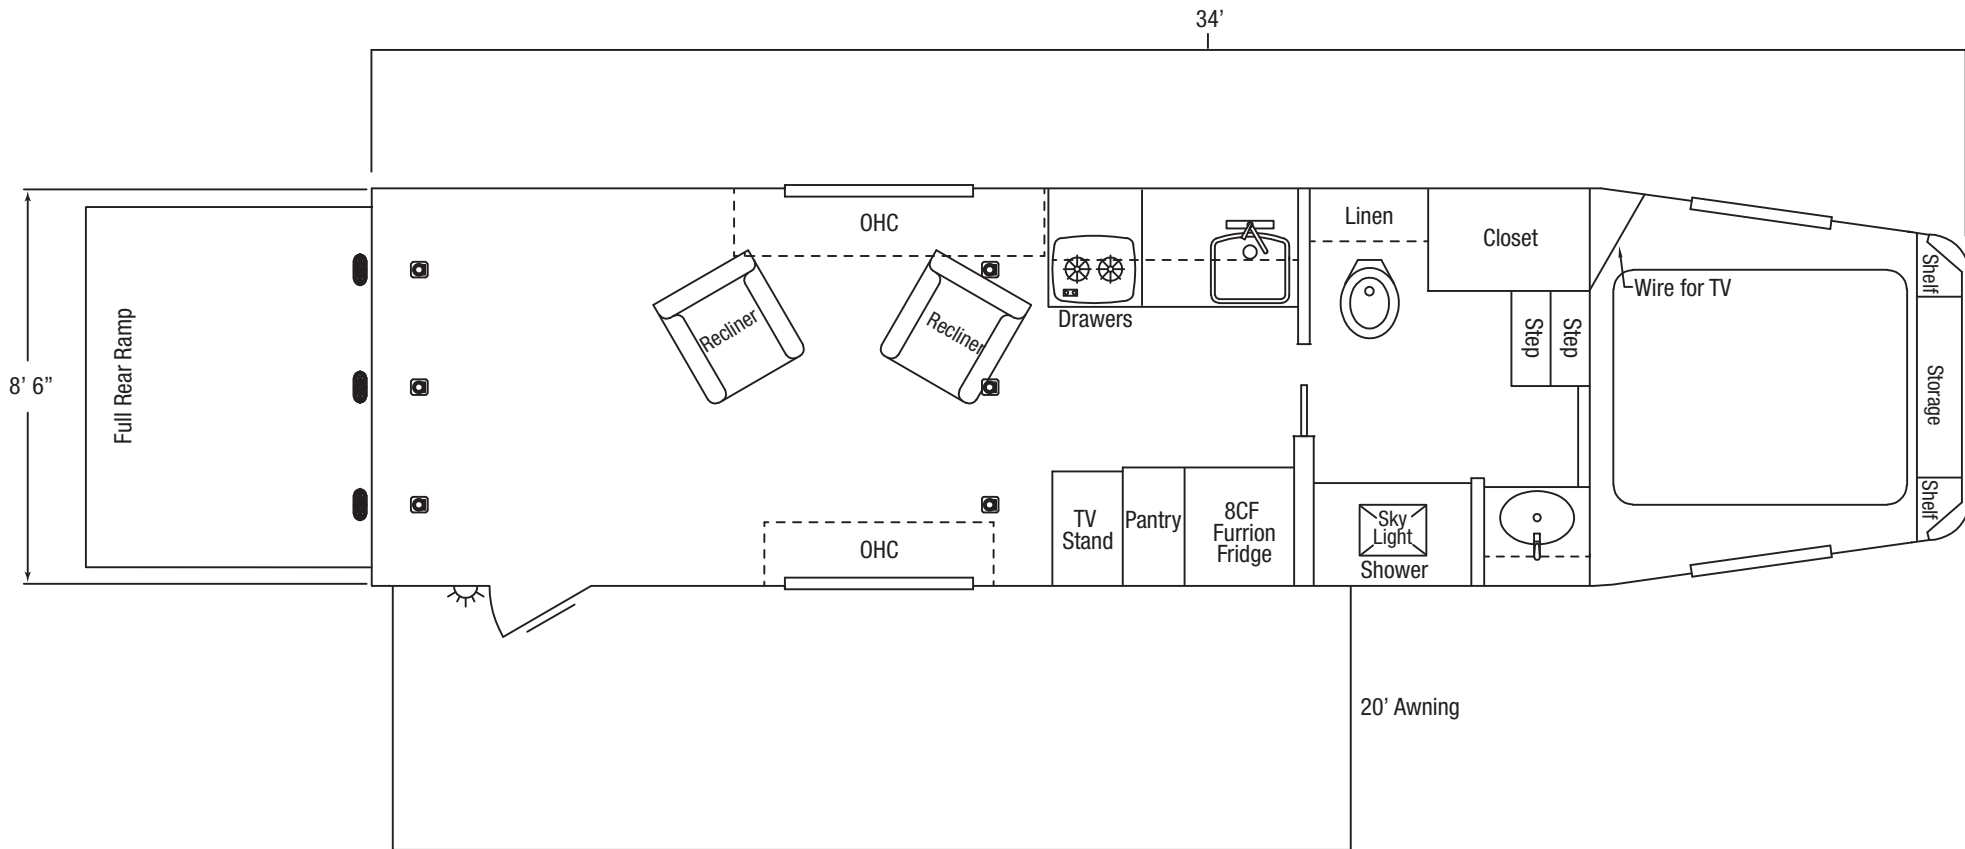 34’
8’ 6”
Full Rear Ramp
OHC
Recliner
Recliner
Drawers
Linen
Closet
Wire for TV
Step
Step
Shelf
Storage
Shelf
OHC
TV
Stand
Pantry
8CF
Furrion
Fridge
Sky
Light
Shower
20’ Awning